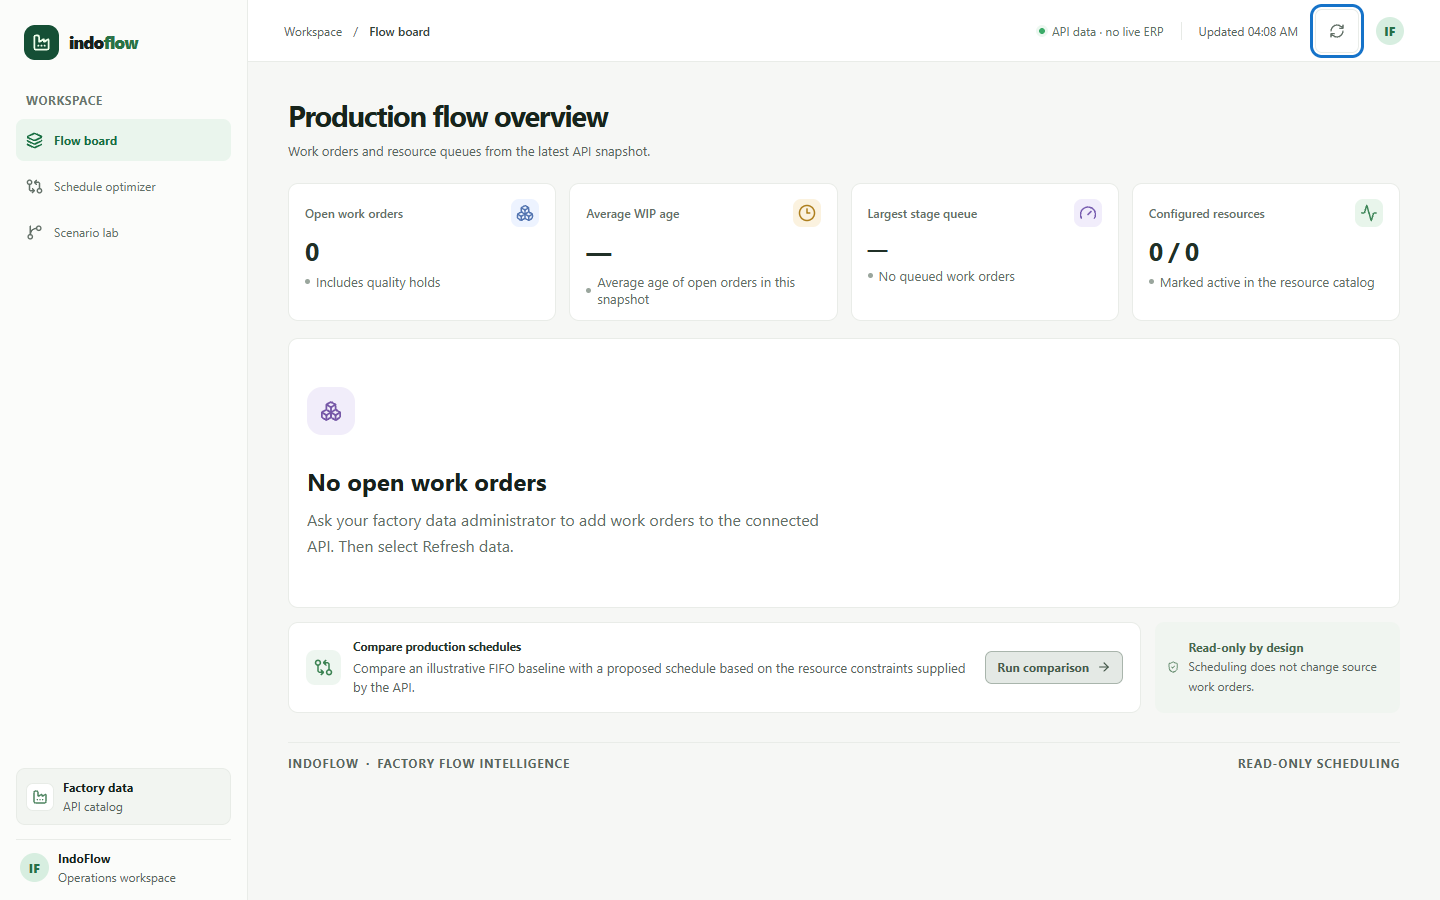 indoflow
WORKSPACE
Flow board
Schedule optimizer
Scenario lab
Factory data
API catalog
IF
IndoFlow
Operations workspace
Workspace / Flow board
API data · no live ERP
Updated 04:08 AM
IF
Production flow overview
Work orders and resource queues from the latest API snapshot.
Open work orders
0
Includes quality holds
Average WIP age
—
Average age of open orders in this
snapshot
Largest stage queue
—
No queued work orders
Configured resources
0 / 0
Marked active in the resource catalog
No open work orders
Ask your factory data administrator to add work orders to the connected
API. Then select Refresh data.
Compare production schedules
Compare an illustrative FIFO baseline with a proposed schedule based on the resource constraints supplied
by the API.
Run comparison
Read-only by design
Scheduling does not change source
work orders.
INDOFLOW · FACTORY FLOW INTELLIGENCE
READ-ONLY SCHEDULING